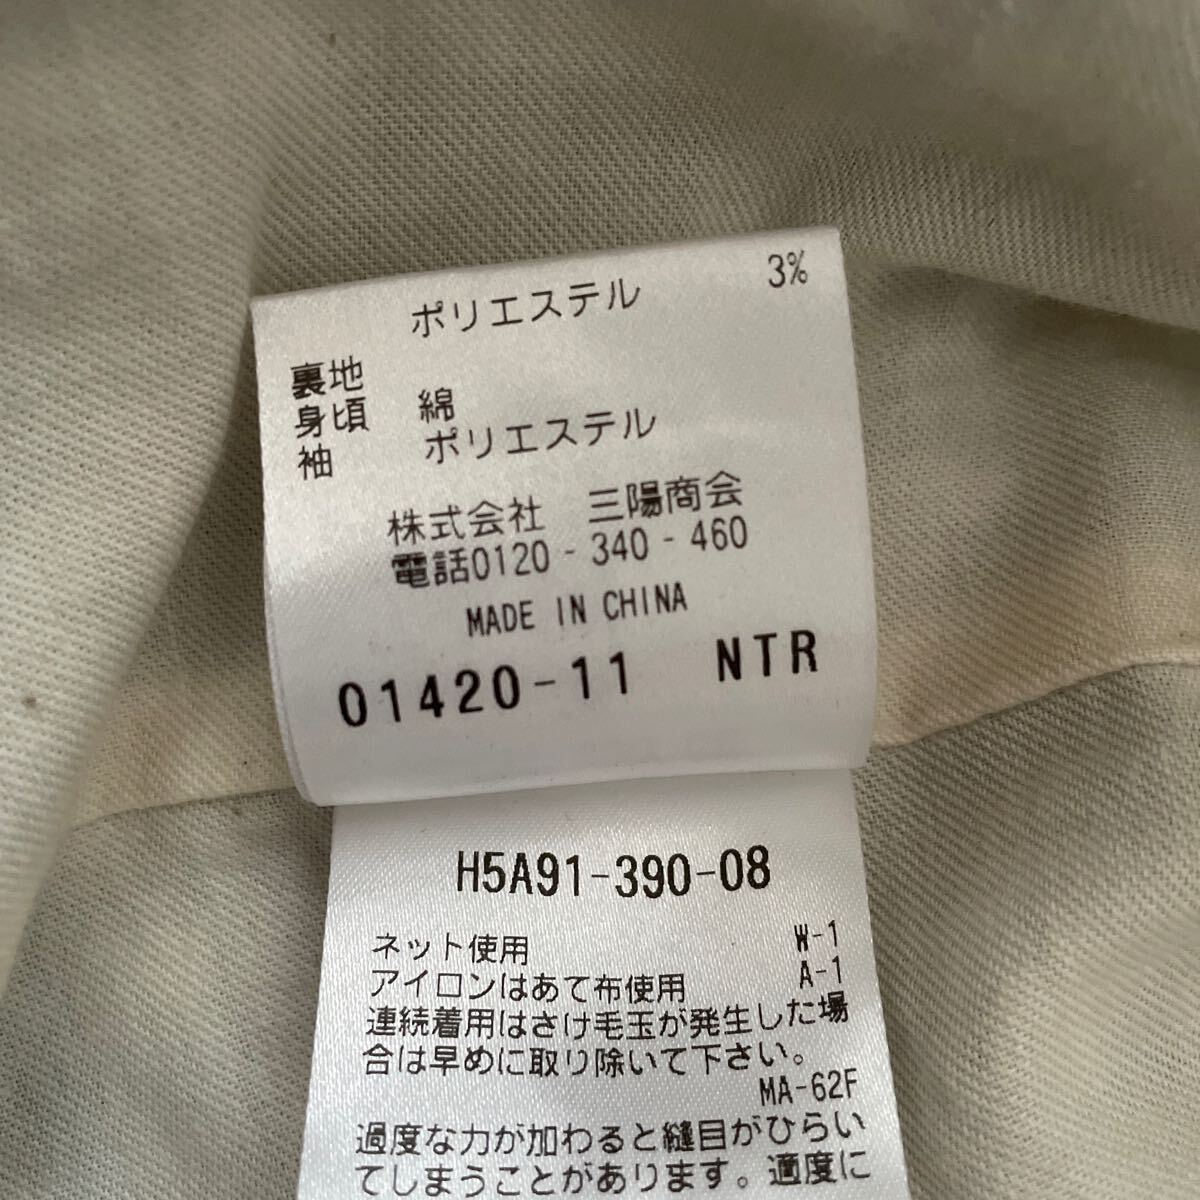 ポリエステル 3%
裏地
身頃 綿
袖 ポリエステル
株式会社 三陽商会
電話0120-340-460
MADE IN CHINA
01420-11 NTR
H5A91-390-08
ネット使用 W-1
アイロンはあて布使用 A-1
連続着用はさけ毛玉が発生した場
合は早めに取り除いて下さい。
MA-62F
過度な力が加わると縫目がひらい
てしまうことがあります。適度に